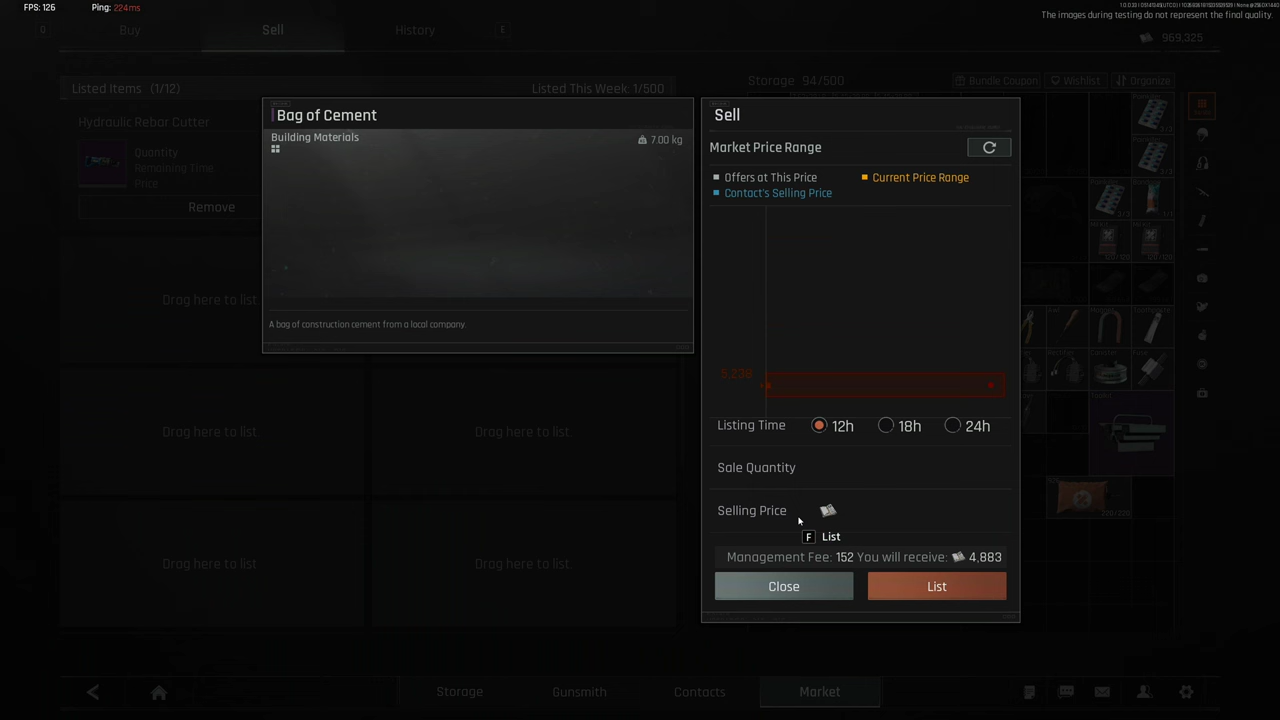 FPS: 126
Ping: 224ms
The images during testing do not represent the final quality.
Q
Buy
Sell
History
E
969,325
Listed Items (1/12)
Listed This Week: 1/500
Storage 94/500
Bundle Coupon
Wishlist
Organize
Hydraulic Rebar Cutter
Quantity
Remaining Time
Price
Remove
Bag of Cement
Building Materials
7.00 kg
A bag of construction cement from a local company.
Sell
Market Price Range
Offers at This Price
Current Price Range
Contact's Selling Price
5,238
Listing Time
12h
18h
24h
Sale Quantity
Selling Price
F List
Management Fee: 152 You will receive: 4,883
Close
List
Drag here to list
Drag here to list.
Drag here to list.
Drag here to list
Drag here to list.
Storage
Gunsmith
Contacts
Market